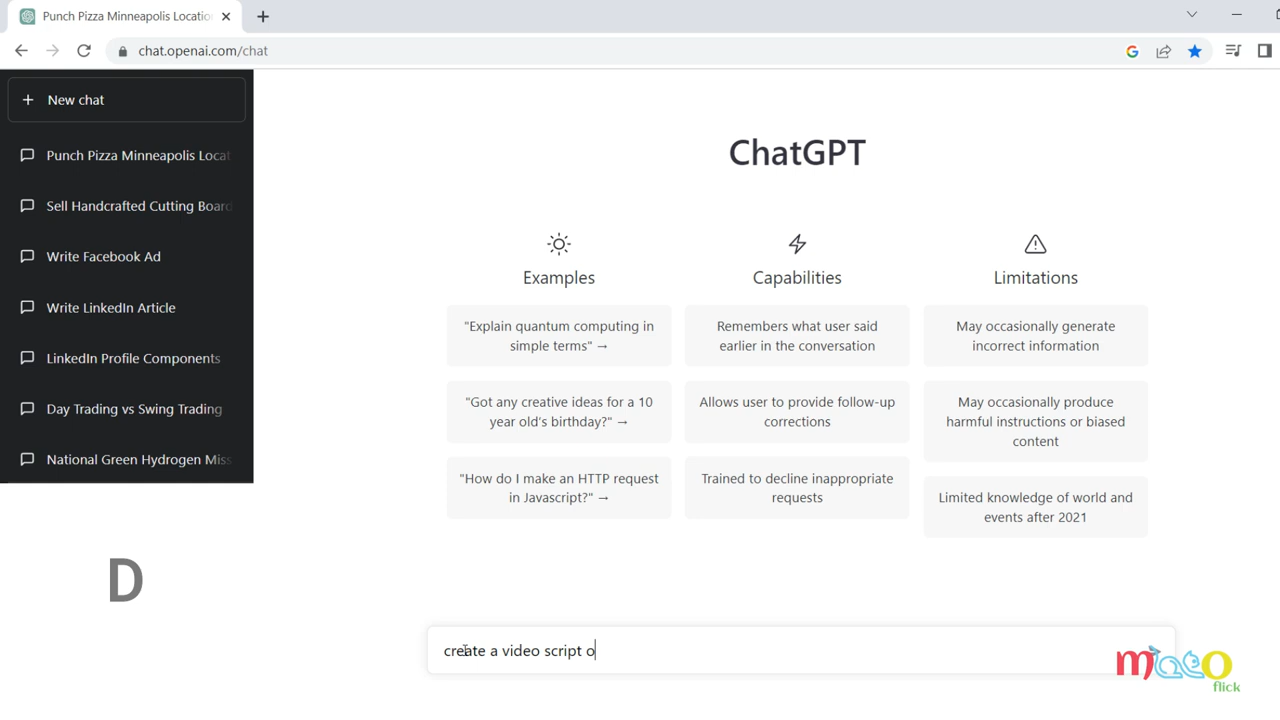 Punch Pizza Minneapolis Locatio
chat.openai.com/chat
New chat
Punch Pizza Minneapolis Locat
Sell Handcrafted Cutting Board
Write Facebook Ad
Write LinkedIn Article
LinkedIn Profile Components
Day Trading vs Swing Trading
National Green Hydrogen Miss
D
ChatGPT
Examples
"Explain quantum computing in
simple terms" →
"Got any creative ideas for a 10
year old's birthday?" →
"How do I make an HTTP request
in Javascript?" →
Capabilities
Remembers what user said
earlier in the conversation
Allows user to provide follow-up
corrections
Trained to decline inappropriate
requests
Limitations
May occasionally generate
incorrect information
May occasionally produce
harmful instructions or biased
content
Limited knowledge of world and
events after 2021
create a video script o
flick